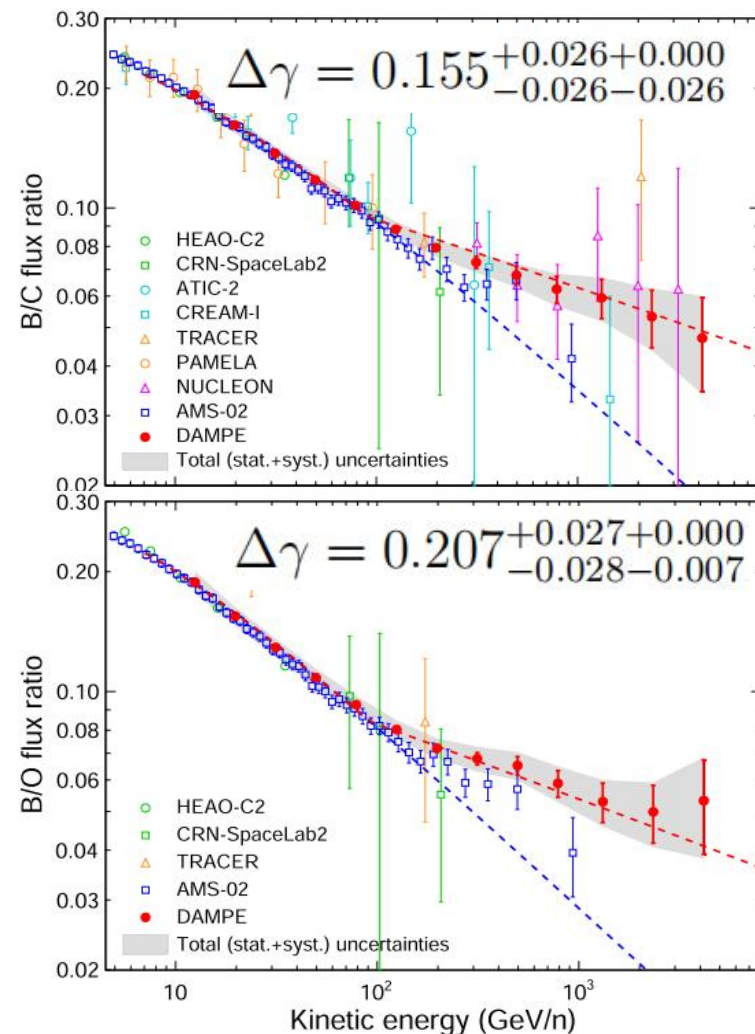 0.30
0.20
0.10
0.08
0.06
0.04
0.03
0.02
B/C flux ratio
Δγ = 0.155 +0.026+0.000 −0.026−0.026
HEAO-C2
CRN-SpaceLab2
ATIC-2
CREAM-I
TRACER
PAMELA
NUCLEON
AMS-02
DAMPE
Total (stat.+syst.) uncertainties
0.30
0.20
0.10
0.08
0.06
0.04
0.03
0.02
B/O flux ratio
Δγ = 0.207 +0.027+0.000 −0.028−0.007
HEAO-C2
CRN-SpaceLab2
TRACER
AMS-02
DAMPE
Total (stat.+syst.) uncertainties
10 10² 10³
Kinetic energy (GeV/n)